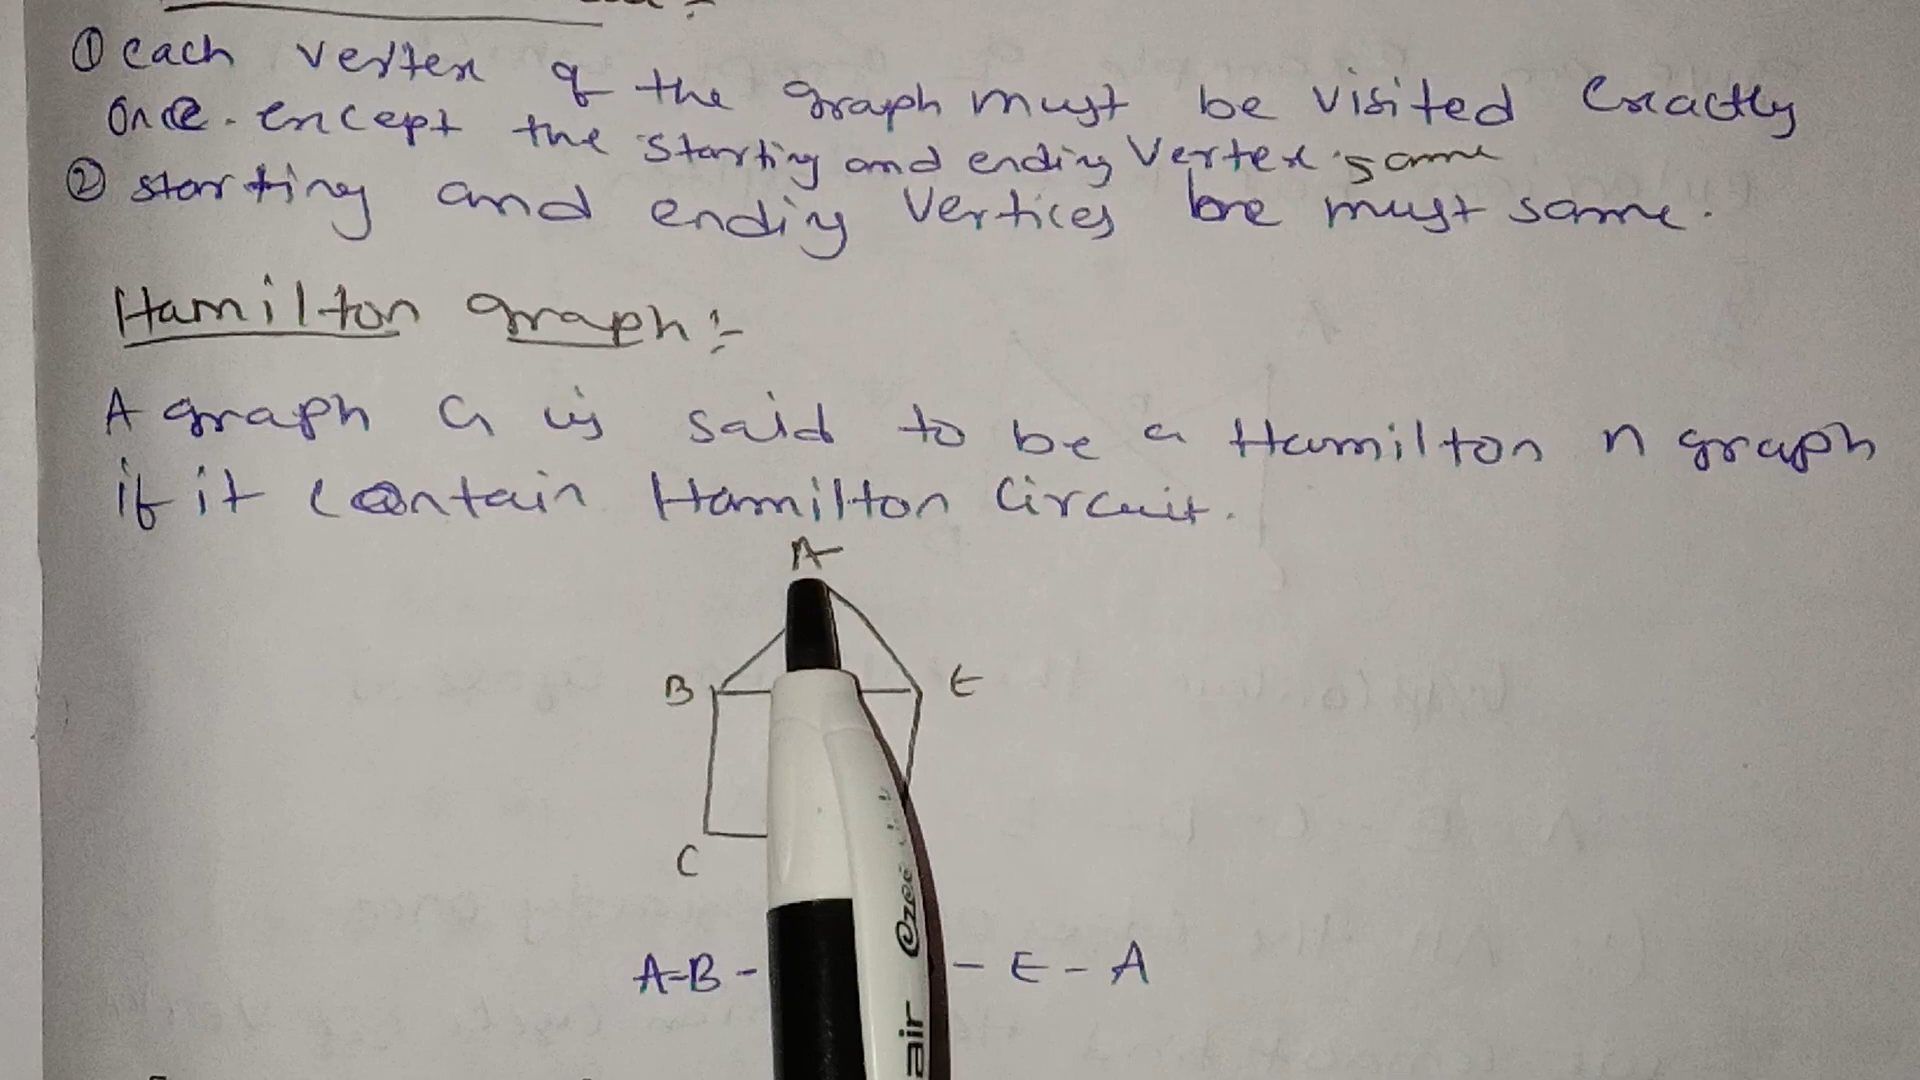 ① each vertex of the graph must be visited exactly
once. except the starting and ending vertex same
② starting and ending vertices be must same.
Hamilton graph:-
A graph G is said to be a Hamilton n graph
if it contain Hamilton Circuit.
A
B E
C
A-B - - E - A
air